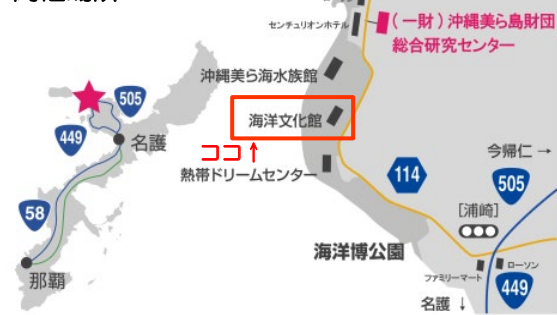 センチュリオンホテル
(一財)沖縄美ら島財団
総合研究センター
沖縄美ら海水族館
海洋文化館
ココ↑
熱帯ドリームセンター
505
449
名護
58
那覇
114
今帰仁 →
505
[浦崎]
海洋博公園
ファミリーマート
ローソン
449
名護 ↓